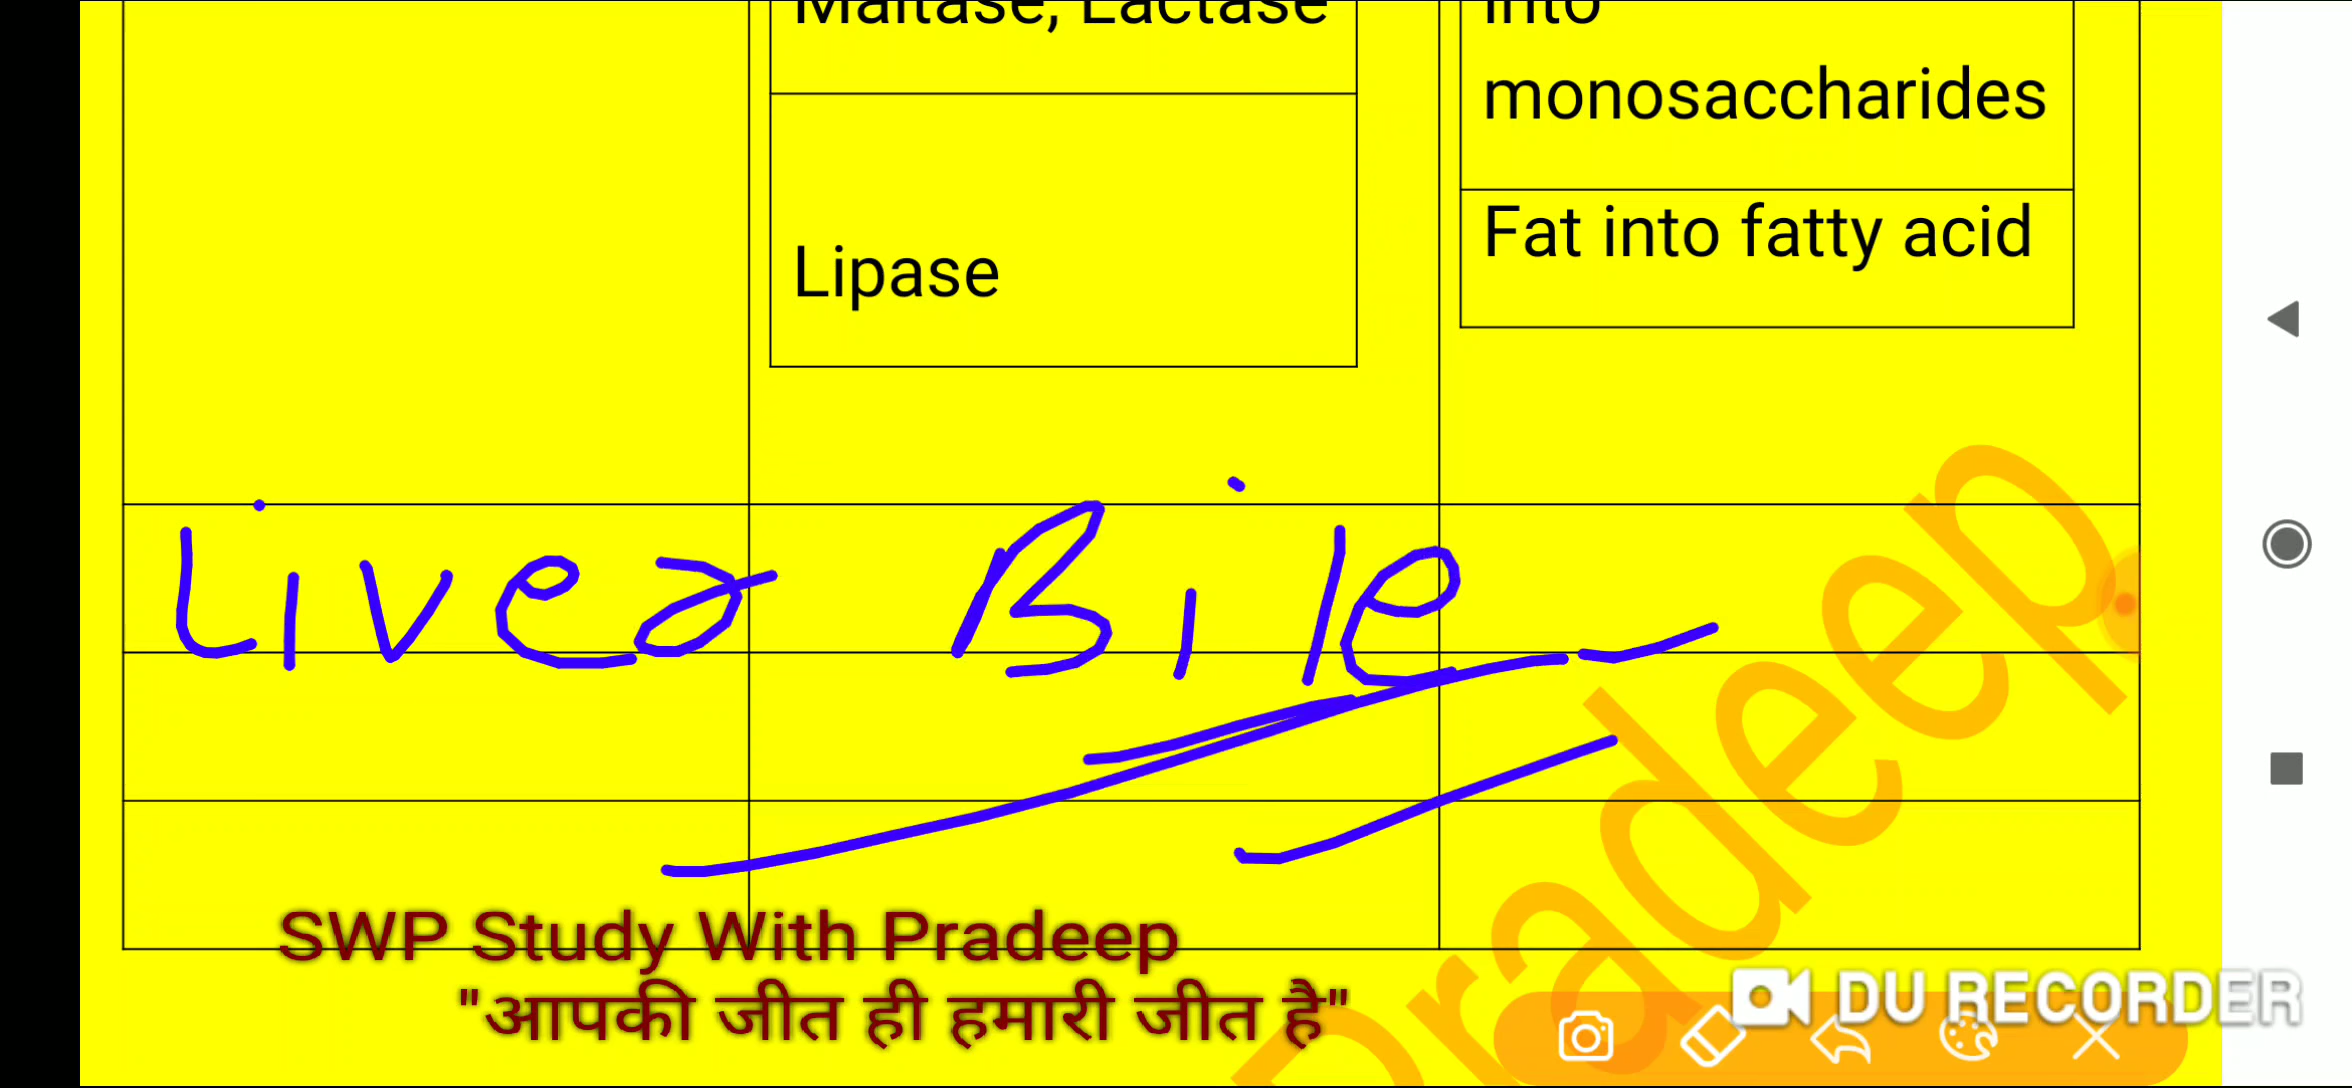 Maltase, Lactase
into
monosaccharides
Lipase
Fat into fatty acid
Liver Bile
SWP Study With Pradeep
"आपकी जीत ही हमारी जीत है"
Pradeep
DU RECORDER